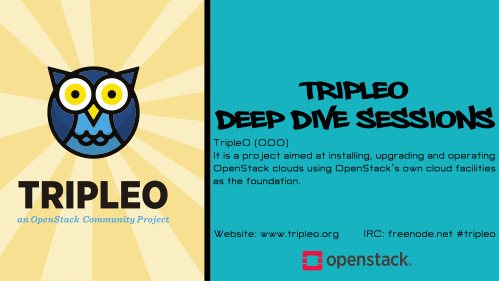 TRIPLEO
an OpenStack Community Project
TRIPLEO
DEEP DIVE SESSIONS
TripleO (OOO)
It is a project aimed at installing, upgrading and operating
OpenStack clouds using OpenStack's own cloud facilities
as the foundation.
Website: www.tripleo.org IRC: freenode.net #tripleo
openstack.